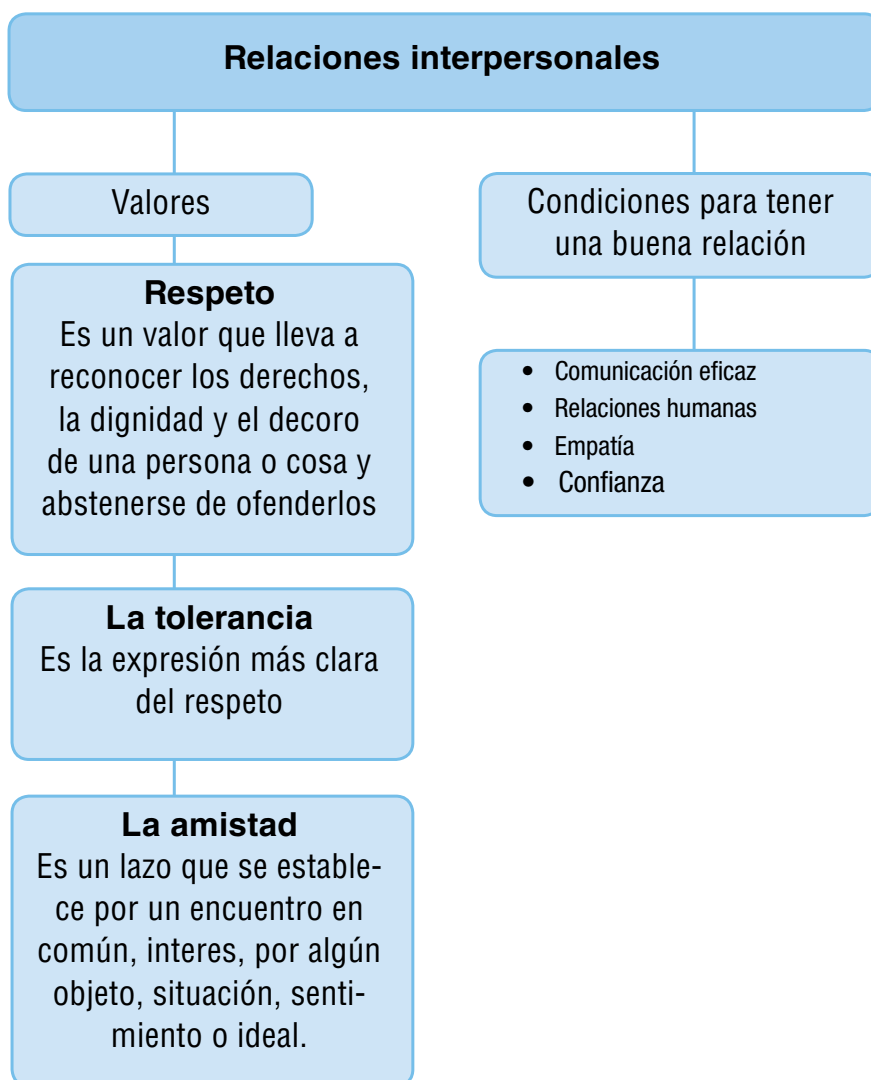 Relaciones interpersonales
Valores
Respeto
Es un valor que lleva a
reconocer los derechos,
la dignidad y el decoro
de una persona o cosa y
abstenerse de ofenderlos
La tolerancia
Es la expresión más clara
del respeto
La amistad
Es un lazo que se estable-
ce por un encuentro en
común, interes, por algún
objeto, situación, senti-
miento o ideal.
Condiciones para tener
una buena relación
• Comunicación eficaz
• Relaciones humanas
• Empatía
• Confianza